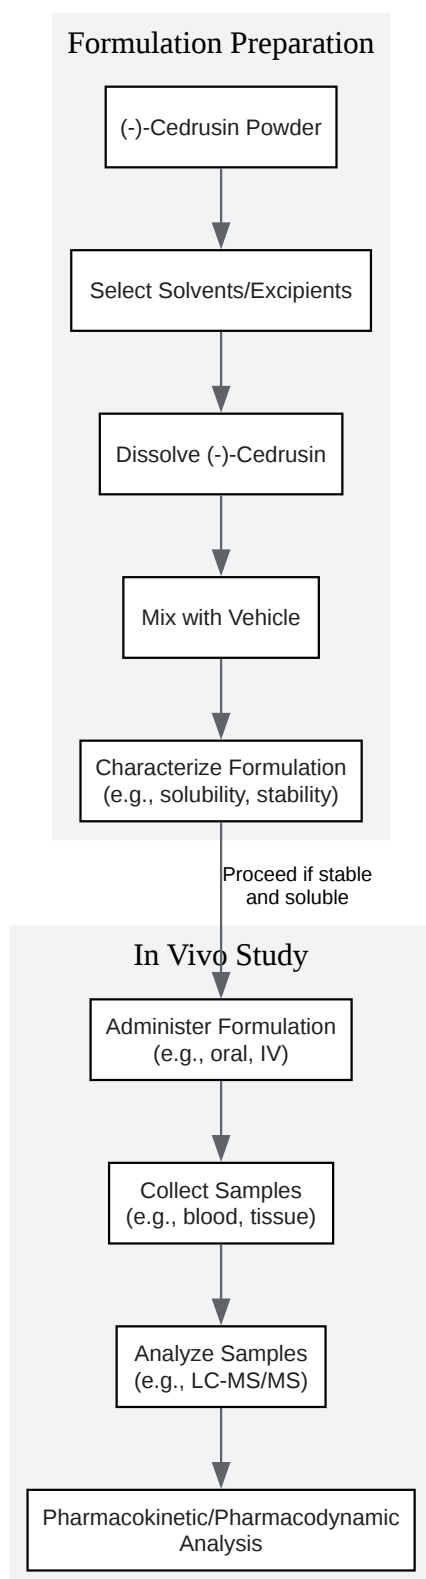 Formulation Preparation
(-)-Cedrusin Powder
Select Solvents/Excipients
Dissolve (-)-Cedrusin
Mix with Vehicle
Characterize Formulation
(e.g., solubility, stability)
Proceed if stable
and soluble
In Vivo Study
Administer Formulation
(e.g., oral, IV)
Collect Samples
(e.g., blood, tissue)
Analyze Samples
(e.g., LC-MS/MS)
Pharmacokinetic/Pharmacodynamic
Analysis